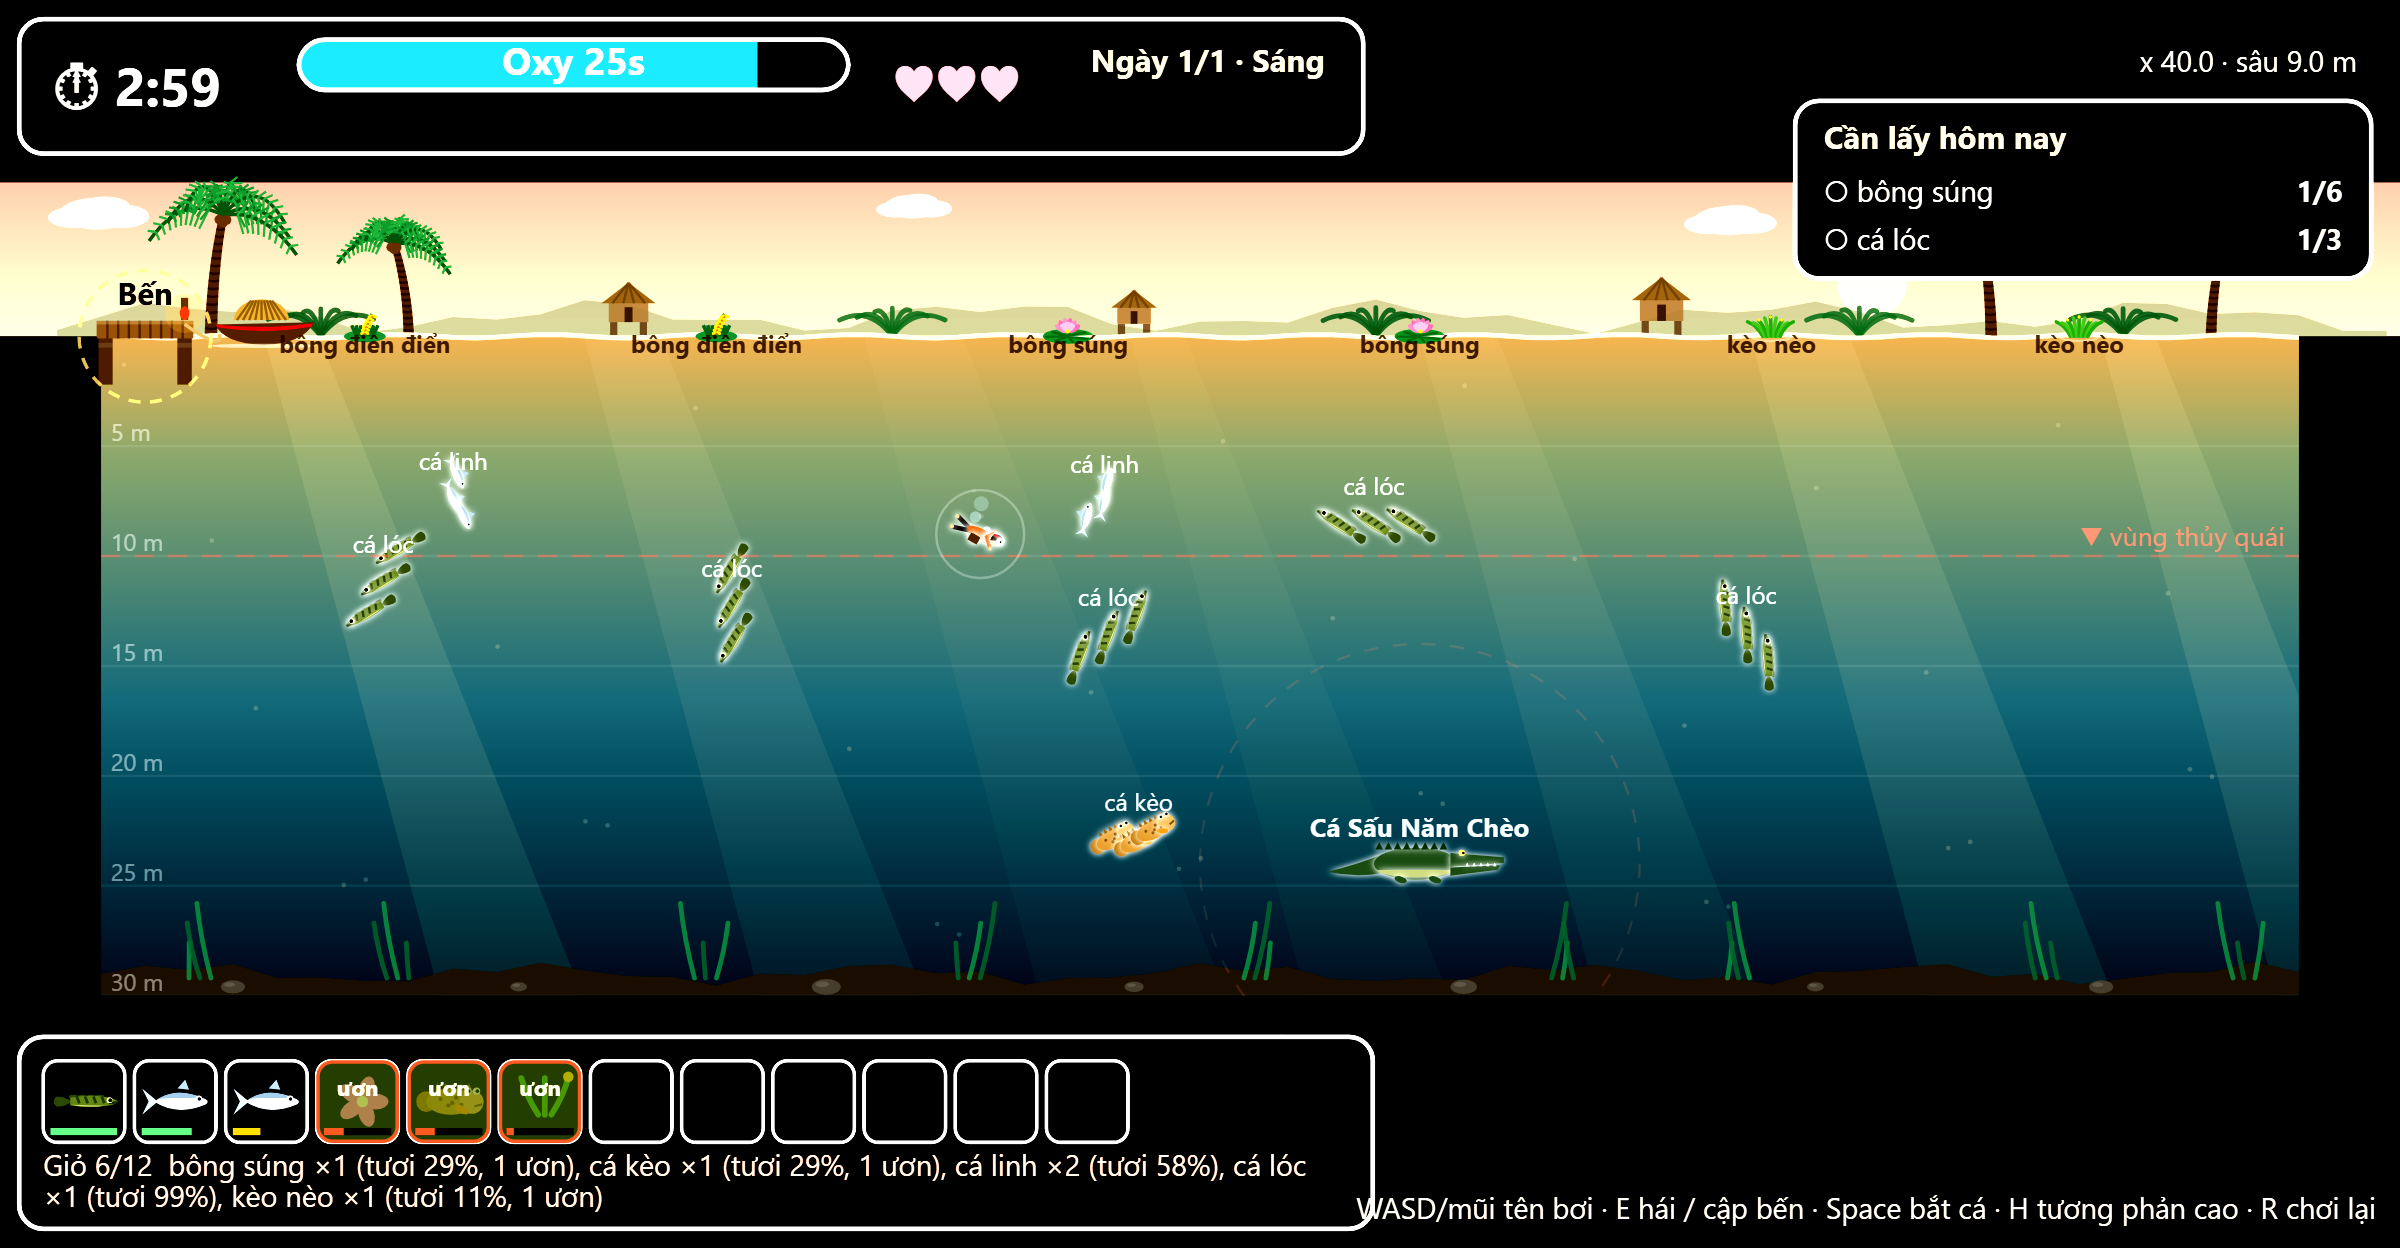 2:59
Oxy 25s
Ngày 1/1 · Sáng
x 40.0 · sâu 9.0 m
Cần lấy hôm nay
bông súng 1/6
cá lóc 1/3
Bến
bông điên điển
bông điên điển
bông súng
bông súng
kèo nèo
kèo nèo
5 m
cá linh
cá linh
cá lóc
10 m
cá lóc
cá lóc
cá lóc
cá lóc
▼ vùng thủy quái
15 m
20 m
cá kèo
Cá Sấu Năm Chèo
25 m
30 m
ươn
ươn
ươn
Giỏ 6/12 bông súng ×1 (tươi 29%, 1 ươn), cá kèo ×1 (tươi 29%, 1 ươn), cá linh ×2 (tươi 58%), cá lóc
×1 (tươi 99%), kèo nèo ×1 (tươi 11%, 1 ươn)
WASD/mũi tên bơi · E hái / cập bến · Space bắt cá · H tương phản cao · R chơi lại